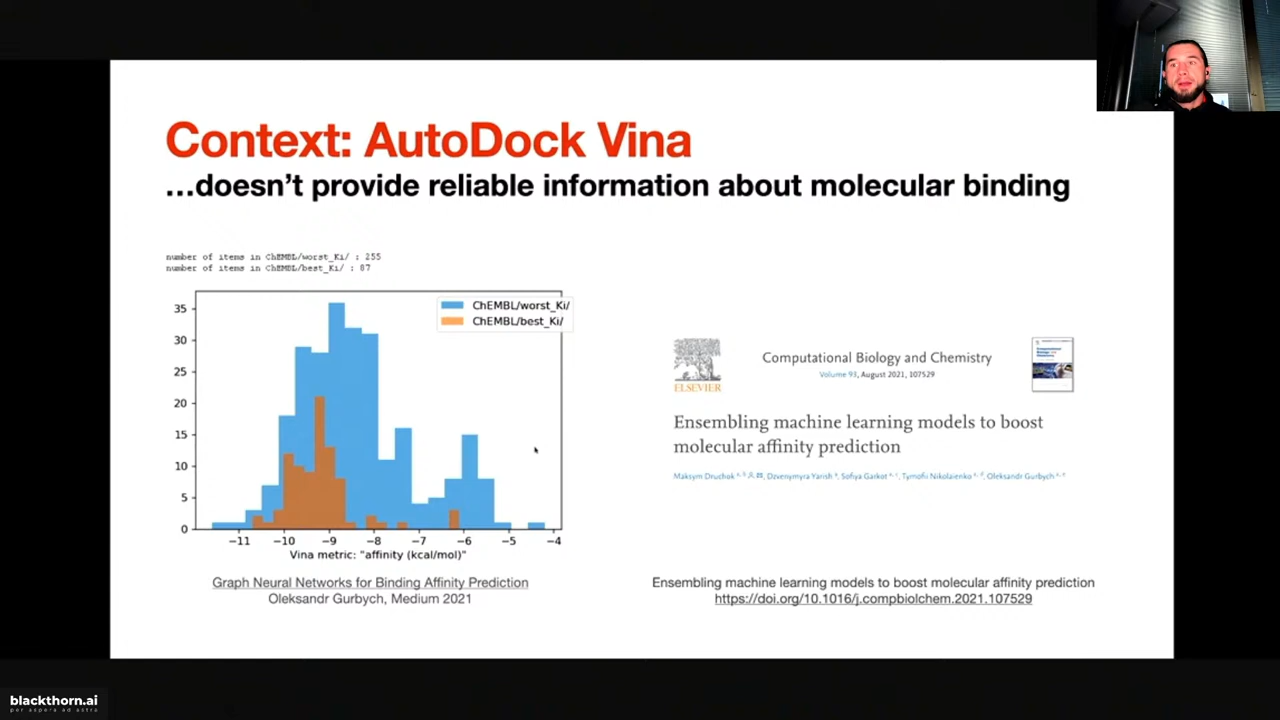 Context: AutoDock Vina
...doesn't provide reliable information about molecular binding
number of items in ChEMBL/worst_Ki/ : 255
number of items in ChEMBL/best_Ki/ : 87
ChEMBL/worst_Ki/
ChEMBL/best_Ki/
35
30
25
20
15
10
5
0
−11 −10 −9 −8 −7 −6 −5 −4
Vina metric: "affinity (kcal/mol)"
Graph Neural Networks for Binding Affinity Prediction
Oleksandr Gurbych, Medium 2021
ELSEVIER
Computational Biology and Chemistry
Volume 93, August 2021, 107529
Ensembling machine learning models to boost
molecular affinity prediction
Maksym Druchok, Dzvenymyra Yarish, Sofiya Garkot, Tymofii Nikolaienko, Oleksandr Gurbych
Ensembling machine learning models to boost molecular affinity prediction
https://doi.org/10.1016/j.compbiolchem.2021.107529
blackthorn.ai
per aspera ad astra